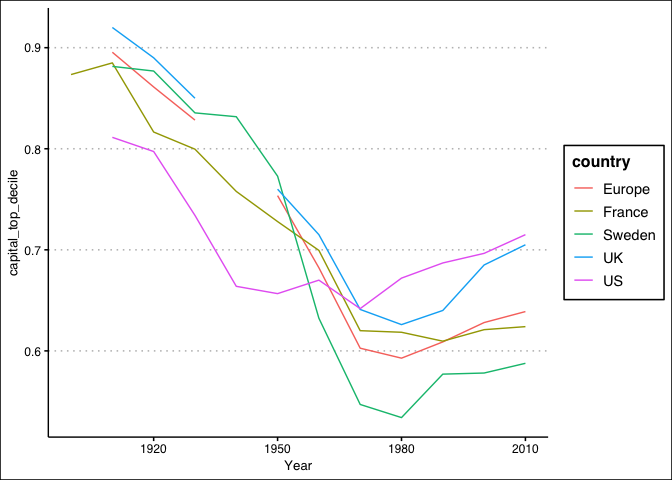 0.9
0.8
0.7
0.6
capital_top_decile
1920
1950
1980
2010
Year
country
Europe
France
Sweden
UK
US